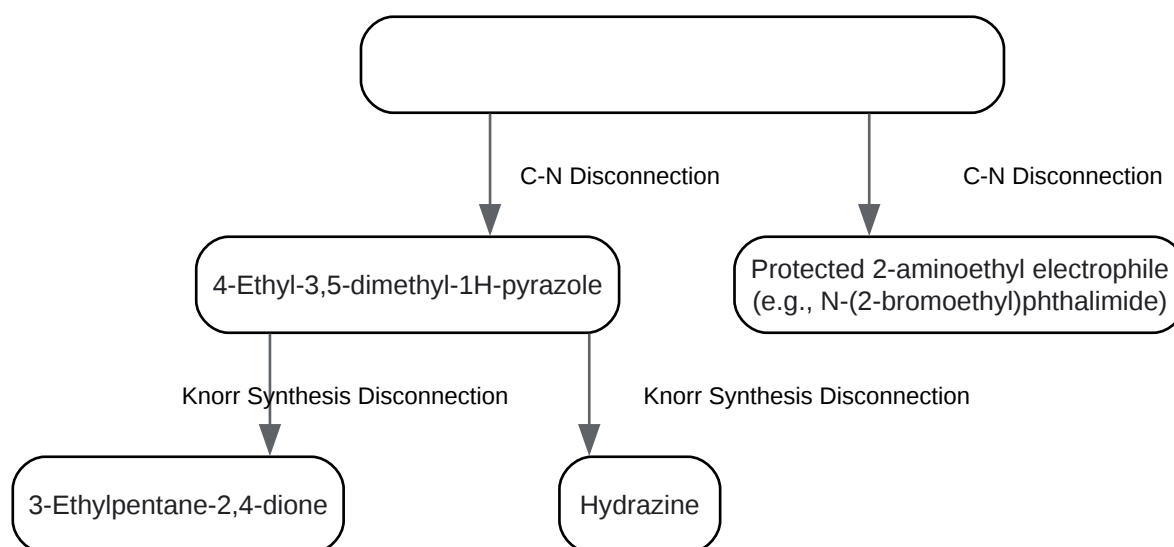 C-N Disconnection
C-N Disconnection
4-Ethyl-3,5-dimethyl-1H-pyrazole
Protected 2-aminoethyl electrophile
(e.g., N-(2-bromoethyl)phthalimide)
Knorr Synthesis Disconnection
Knorr Synthesis Disconnection
3-Ethylpentane-2,4-dione
Hydrazine